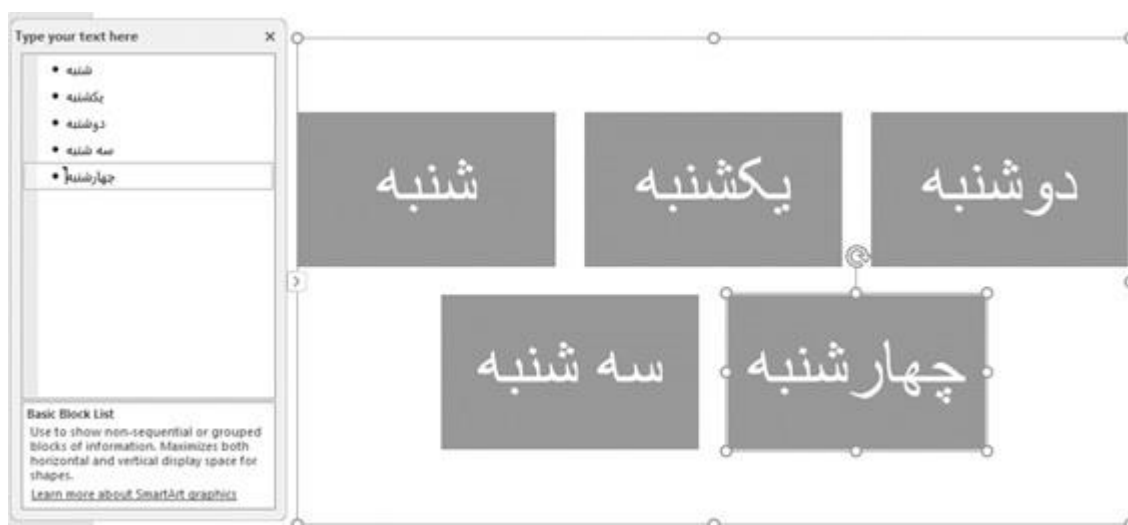 Type your text here
شنبه
یکشنبه
دوشنبه
سه شنبه
چهارشنبه
Basic Block List
Use to show non-sequential or grouped
blocks of information. Maximizes both
horizontal and vertical display space for
shapes.
Learn more about SmartArt graphics
شنبه
یکشنبه
دوشنبه
سه شنبه
چهارشنبه